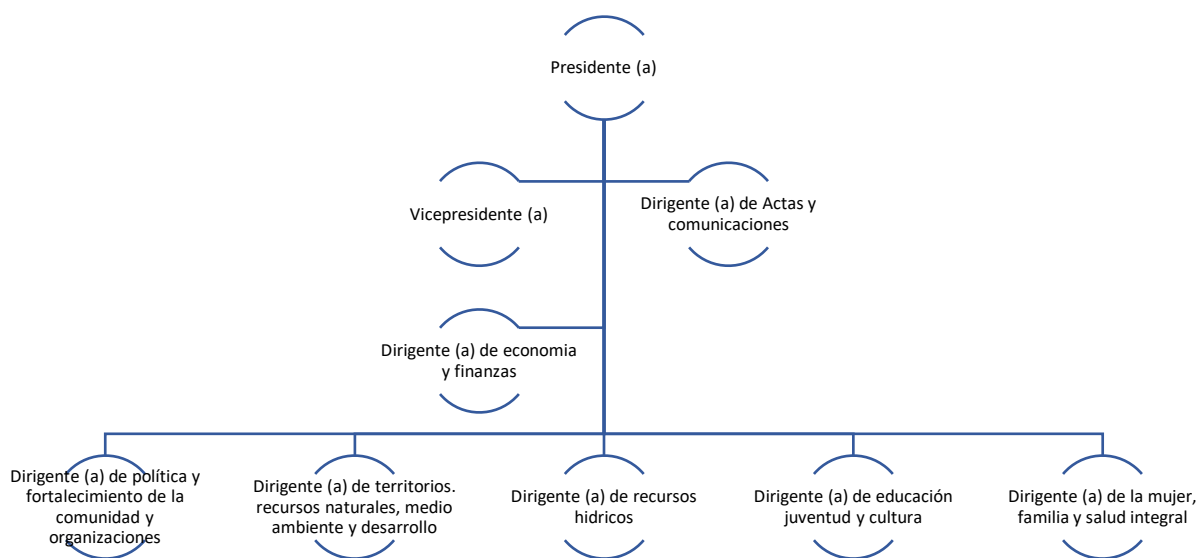 Presidente (a)
Vicepresidente (a)
Dirigente (a) de Actas y
comunicaciones
Dirigente (a) de economia
y finanzas
Dirigente (a) de política y
fortalecimiento de la
comunidad y
organizaciones
Dirigente (a) de territorios.
recursos naturales, medio
ambiente y desarrollo
Dirigente (a) de recursos
hidricos
Dirigente (a) de educación
juventud y cultura
Dirigente (a) de la mujer,
familia y salud integral